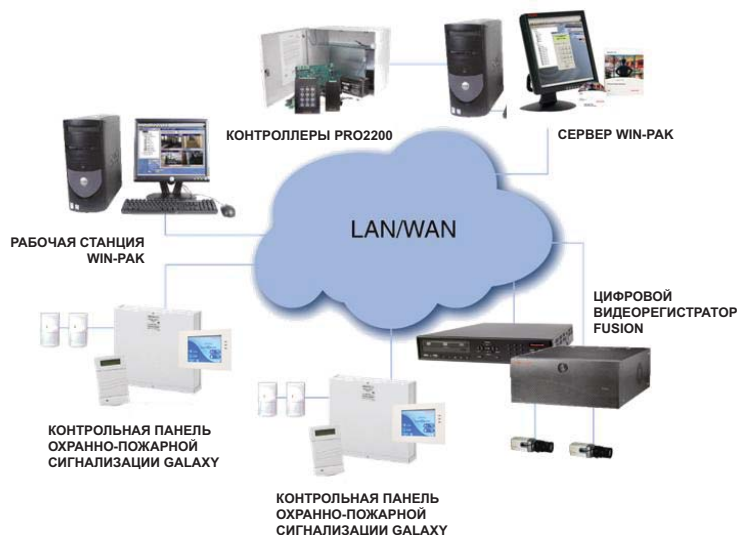 КОНТРОЛЛЕРЫ PRO2200
СЕРВЕР WIN-PAK
LAN/WAN
РАБОЧАЯ СТАНЦИЯ
WIN-PAK
ЦИФРОВОЙ
ВИДЕОРЕГИСТРАТОР
FUSION
КОНТРОЛЬНАЯ ПАНЕЛЬ
ОХРАННО-ПОЖАРНОЙ
СИГНАЛИЗАЦИИ GALAXY
КОНТРОЛЬНАЯ ПАНЕЛЬ
ОХРАННО-ПОЖАРНОЙ
СИГНАЛИЗАЦИИ GALAXY